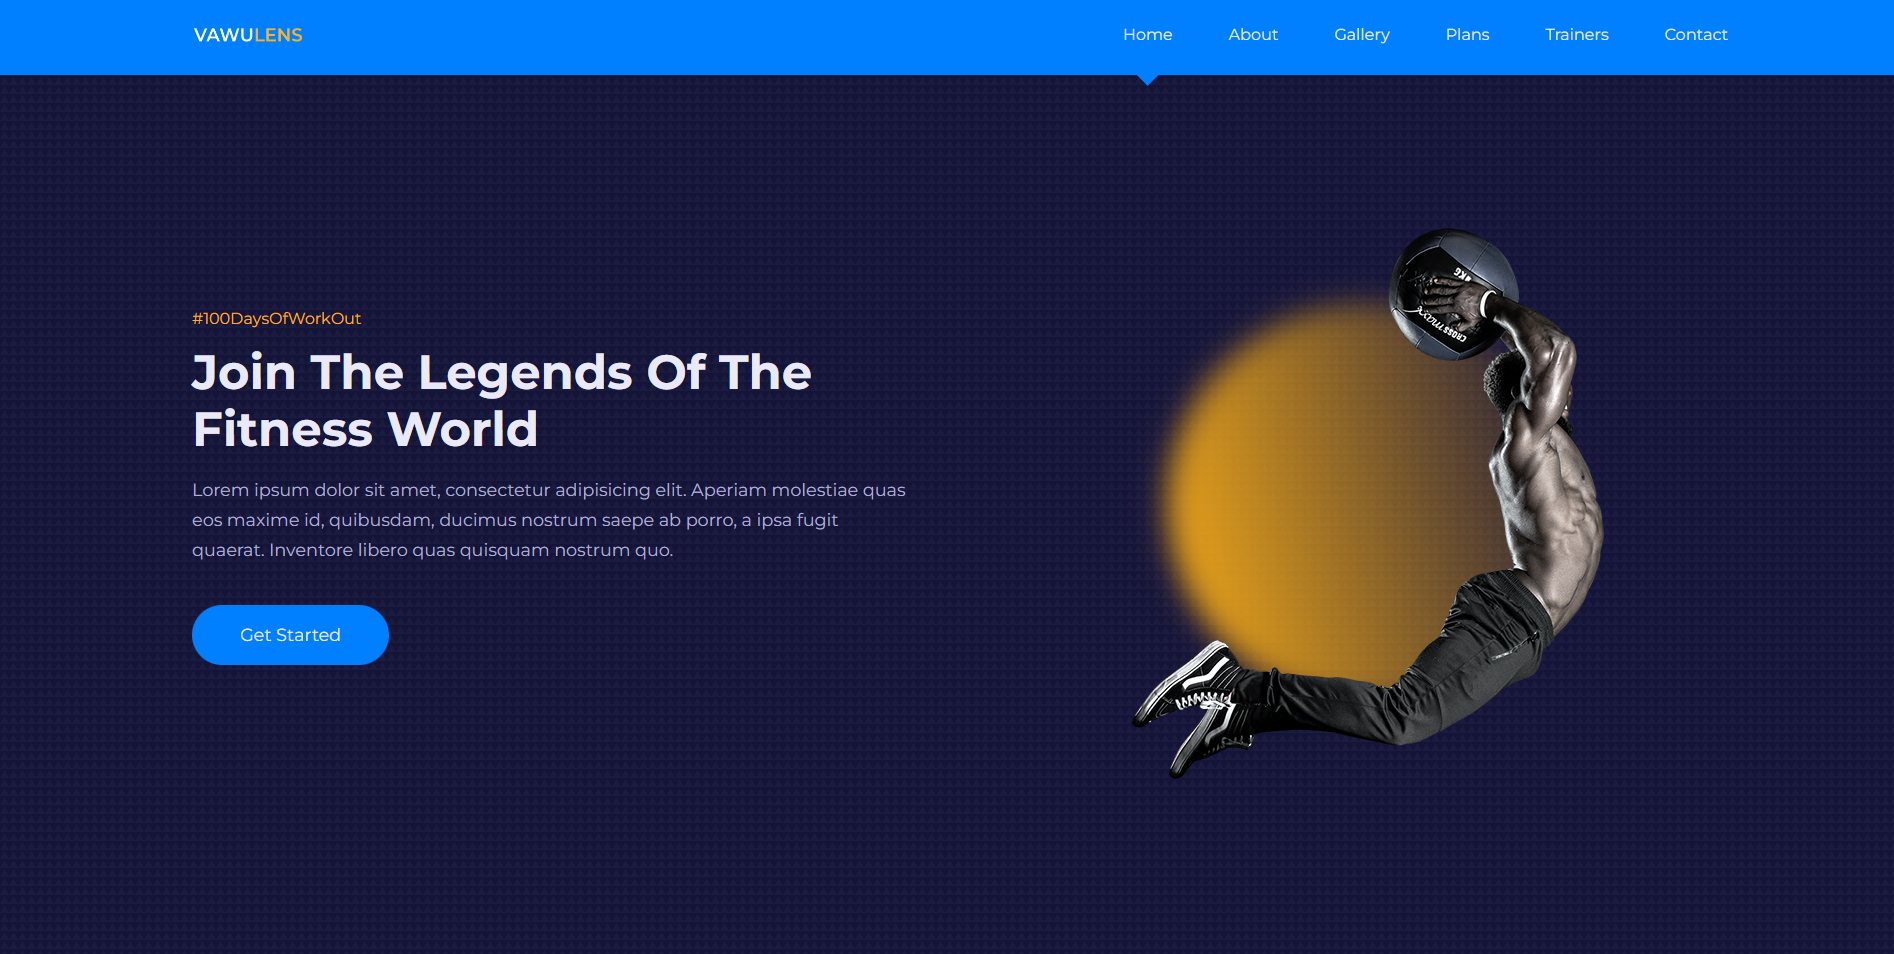 VAWULENS
Home About Gallery Plans Trainers Contact
#100DaysOfWorkOut
Join The Legends Of The
Fitness World
Lorem ipsum dolor sit amet, consectetur adipisicing elit. Aperiam molestiae quas
eos maxime id, quibusdam, ducimus nostrum saepe ab porro, a ipsa fugit
quaerat. Inventore libero quas quisquam nostrum quo.
Get Started
KG
CROSSmaxx